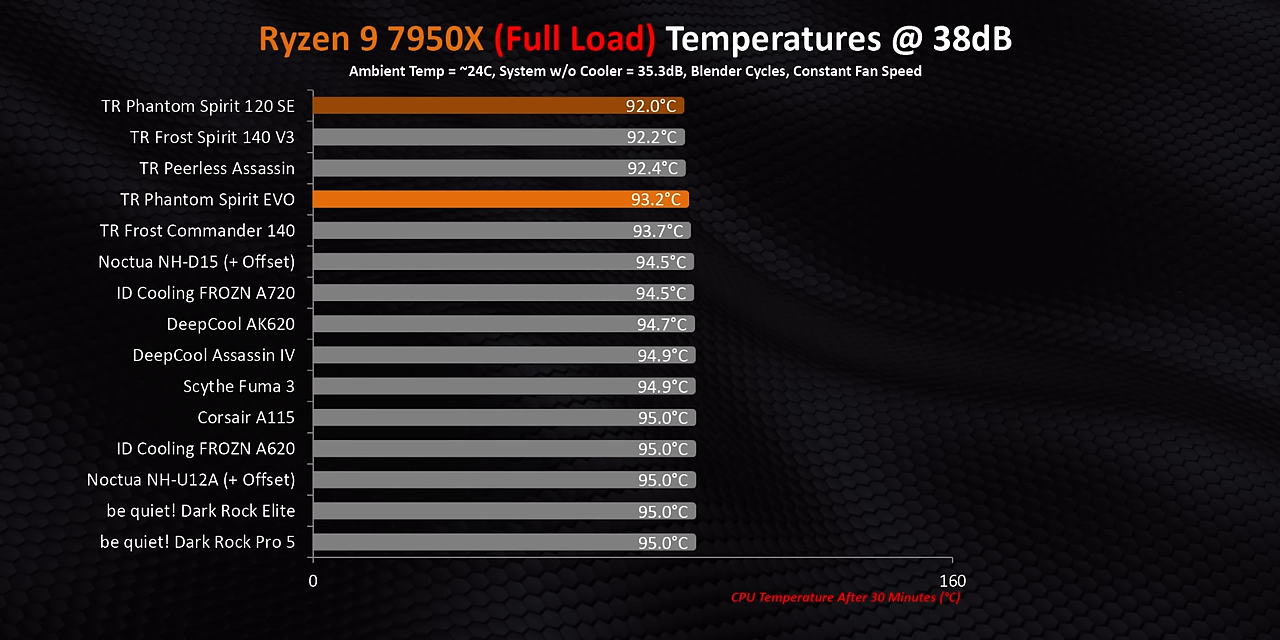 Ryzen 9 7950X (Full Load) Temperatures @ 38dB
Ambient Temp = ~24C, System w/o Cooler = 35.3dB, Blender Cycles, Constant Fan Speed
TR Phantom Spirit 120 SE 92.0°C
TR Frost Spirit 140 V3 92.2°C
TR Peerless Assassin 92.4°C
TR Phantom Spirit EVO 93.2°C
TR Frost Commander 140 93.7°C
Noctua NH-D15 (+ Offset) 94.5°C
ID Cooling FROZN A720 94.5°C
DeepCool AK620 94.7°C
DeepCool Assassin IV 94.9°C
Scythe Fuma 3 94.9°C
Corsair A115 95.0°C
ID Cooling FROZN A620 95.0°C
Noctua NH-U12A (+ Offset) 95.0°C
be quiet! Dark Rock Elite 95.0°C
be quiet! Dark Rock Pro 5 95.0°C
0 160
CPU Temperature After 30 Minutes (°C)